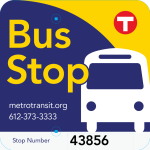 T
Bus
Stop
metrotransit.org
612-373-3333
Stop Number 43856